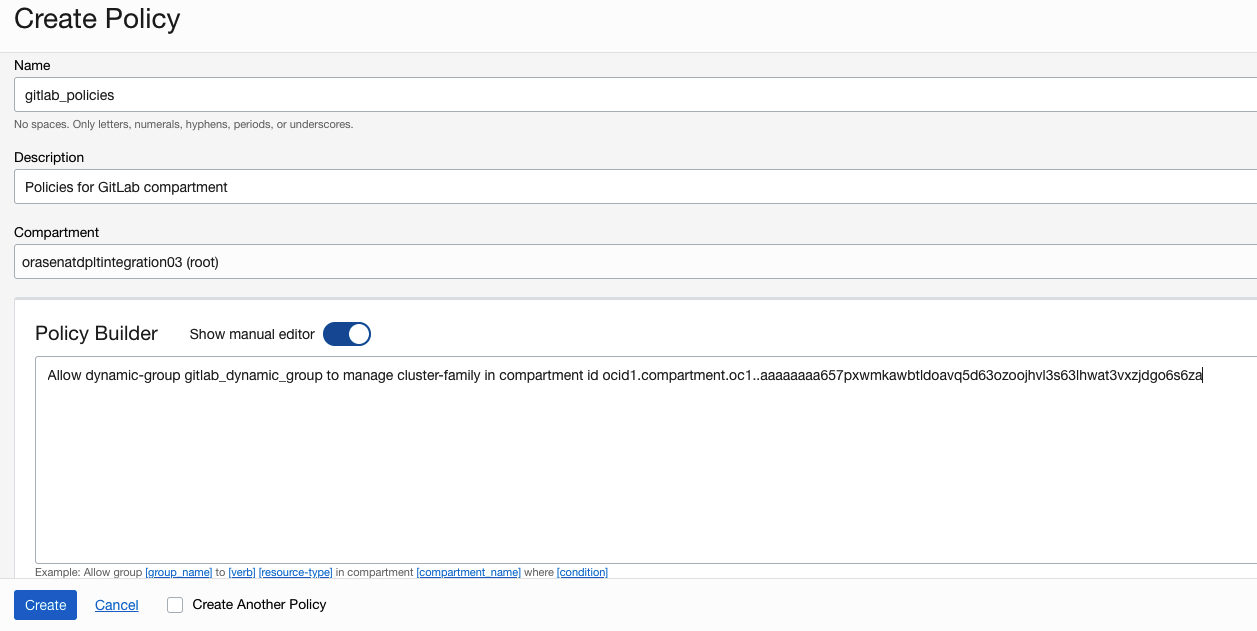 Create Policy
Name
gitlab_policies
No spaces. Only letters, numerals, hyphens, periods, or underscores.
Description
Policies for GitLab compartment
Compartment
orasenatdpltintegration03 (root)
Policy Builder Show manual editor
Allow dynamic-group gitlab_dynamic_group to manage cluster-family in compartment id ocid1.compartment.oc1..aaaaaaaa657pxwmkawbtldoavq5d63ozoojhvl3s63lhwat3vxzjdgo6s6za
Example: Allow group [group_name] to [verb] [resource-type] in compartment [compartment_name] where [condition]
Create Cancel Create Another Policy